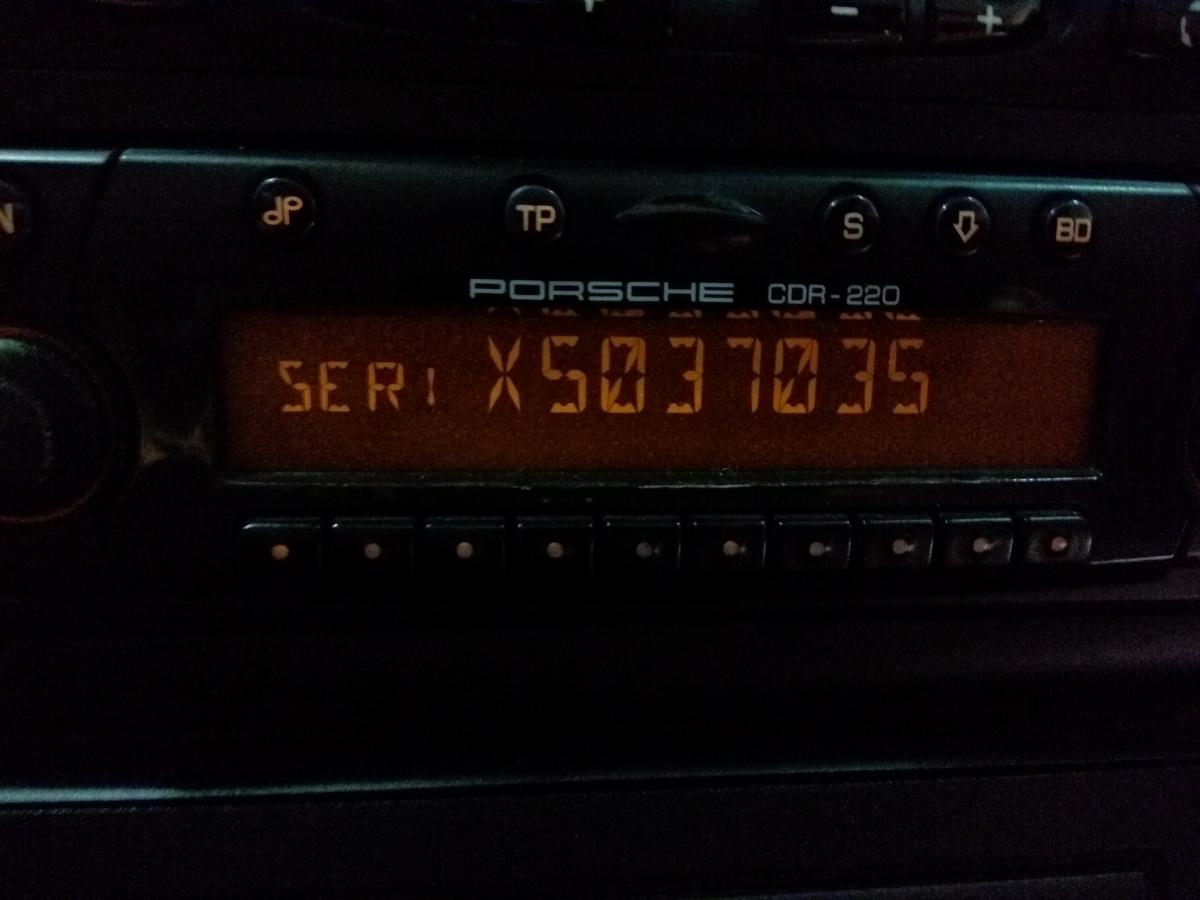 − +
N dP TP S BD
PORSCHE CDR-220
SER! X5037035